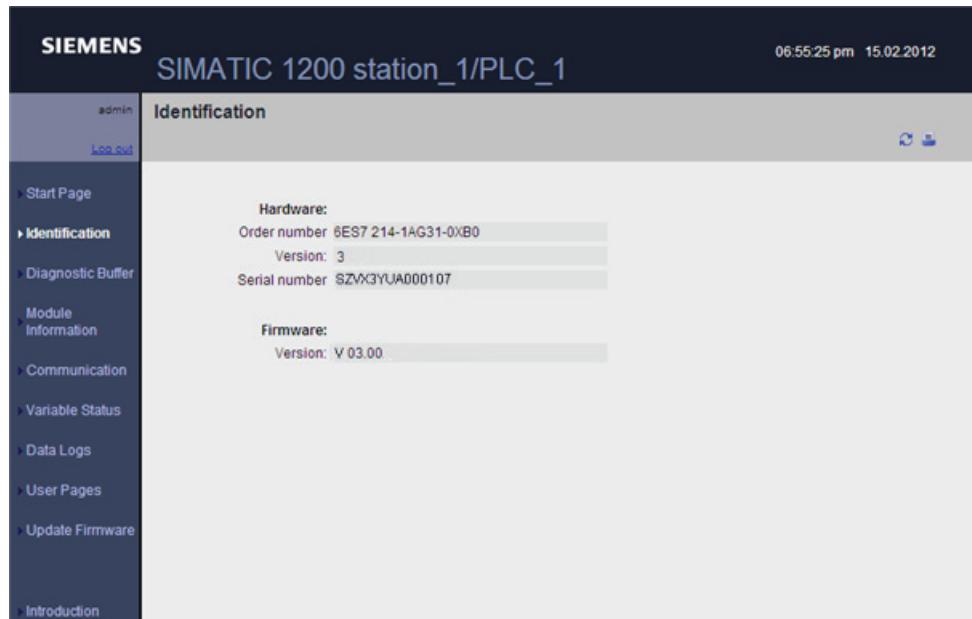 SIEMENS
SIMATIC 1200 station_1/PLC_1
06:55:25 pm 15.02.2012
admin
Log out
Identification
Start Page
Identification
Diagnostic Buffer
Module
Information
Communication
Variable Status
Data Logs
User Pages
Update Firmware
Introduction
Hardware:
Order number 6ES7 214-1AG31-0XB0
Version: 3
Serial number SZVX3YUA000107
Firmware:
Version: V 03.00